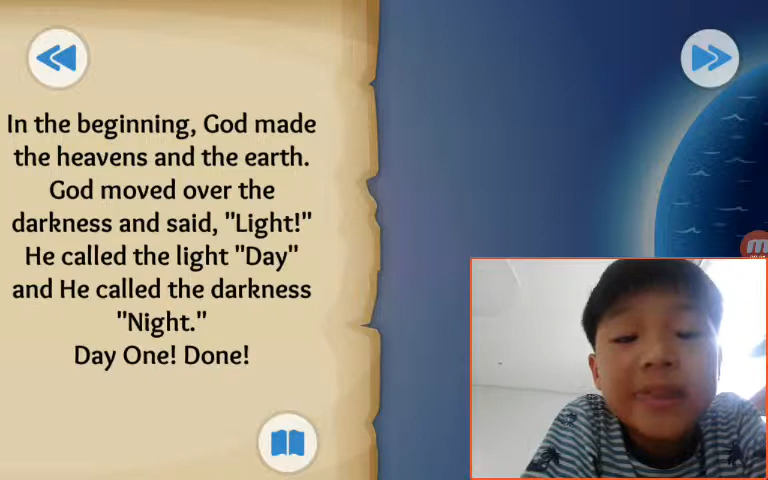 In the beginning, God made
the heavens and the earth.
God moved over the
darkness and said, "Light!"
He called the light "Day"
and He called the darkness
"Night."
Day One! Done!